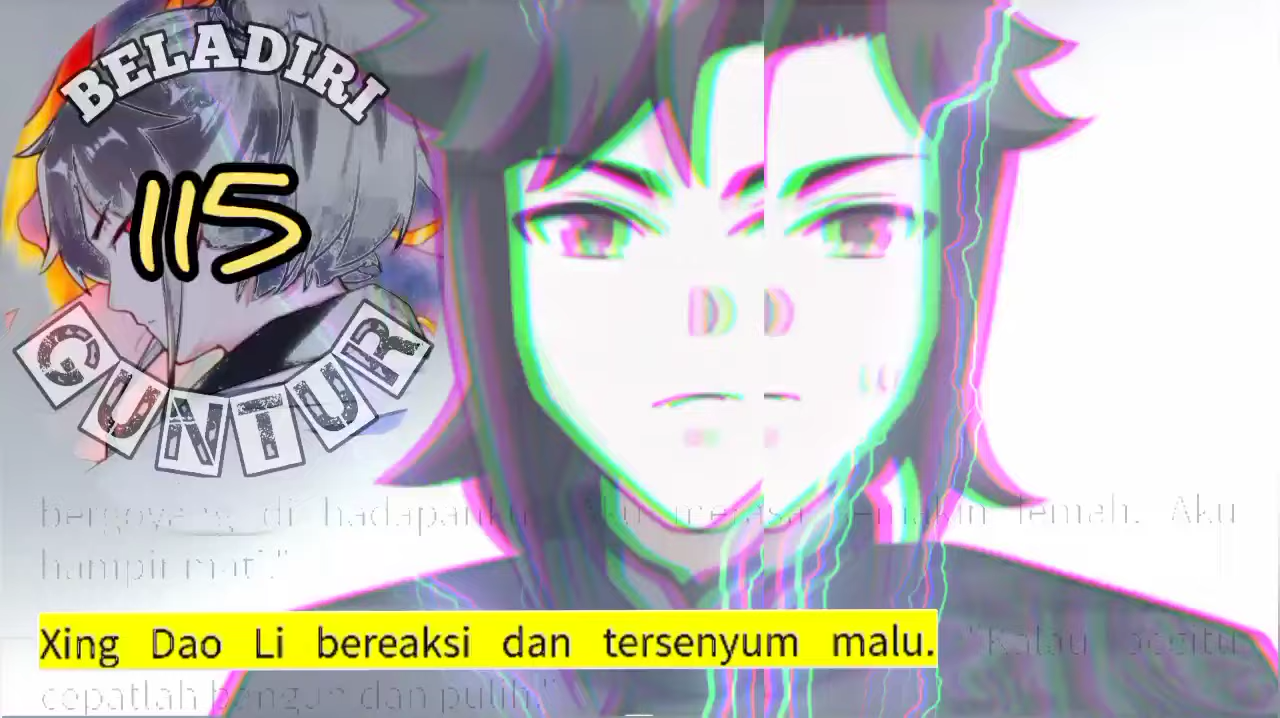 BELADIRI
115
GUNTUR
bergoyang di hadapanku. Aku merasa semakin lemah. Aku
hampir mati"
Xing Dao Li bereaksi dan tersenyum malu. "Kalau begitu
cepatlah bangun dan pulih."